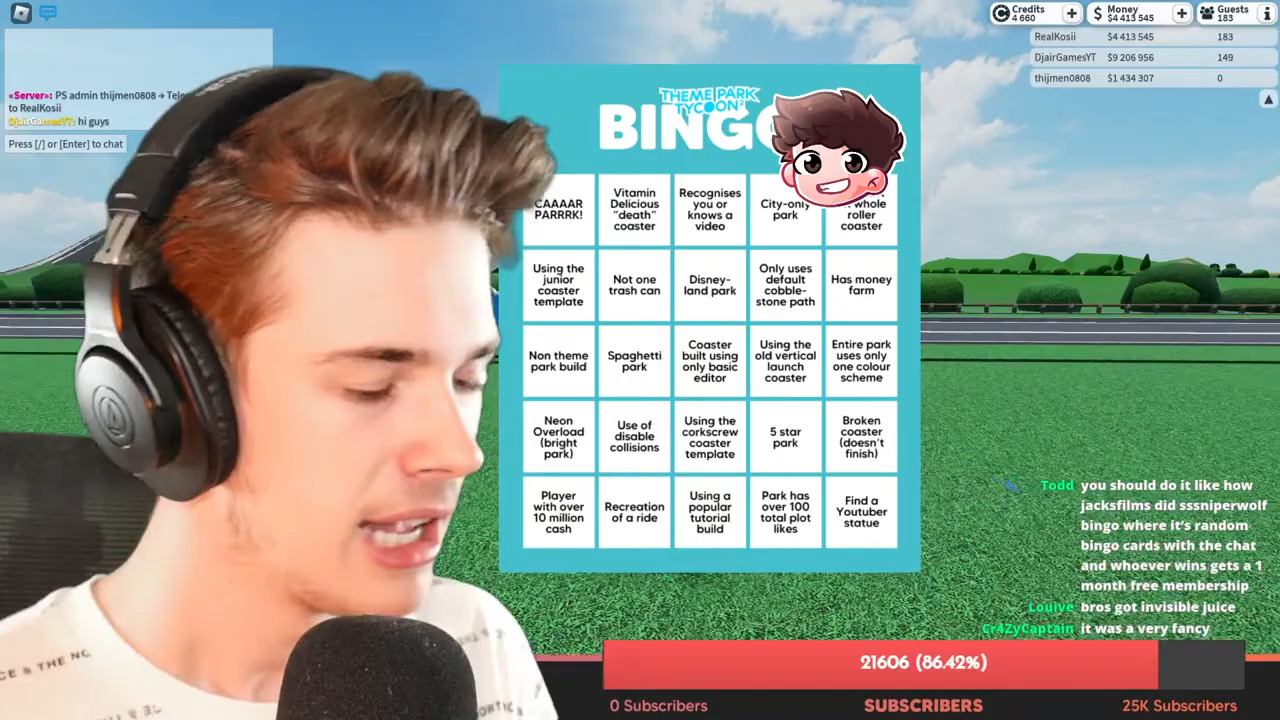 Credits
4 660
Money
$4 413 545
Guests
183
RealKosii $4 413 545 183
DjairGamesYT $9 206 956 149
thijmen0808 $1 434 307 0
«Server»: PS admin thijmen0808 →
to RealKosii
DjairGamesYT: hi guys
Press [/] or [Enter] to chat
THEME PARK
TYCOON 2
CAAAAR
PARRRK!
Vitamin
Delicious
"death"
coaster
Recognises
you or
knows a
video
City-only
park
whole
roller
coaster
Using the
junior
coaster
template
Not one
trash can
Disney-
land park
Only uses
default
cobble-
stone path
Has money
farm
Non theme
park build
Spaghetti
park
Coaster
built using
only basic
editor
Using the
old vertical
launch
coaster
Entire park
uses only
one colour
scheme
Neon
Overload
(bright
park)
Use of
disable
collisions
Using the
corkscrew
coaster
template
5 star
park
Broken
coaster
(doesn't
finish)
Player
with over
10 million
cash
Recreation
of a ride
Using a
popular
tutorial
build
Park has
over 100
total plot
likes
Find a
Youtuber
statue
Todd you should do it like how
jacksfilms did sssniperwolf
bingo where it's random
bingo cards with the chat
and whoever wins gets a 1
month free membership
Louive bros got invisible juice
Cr4ZyCaptain it was a very fancy
21606 (86.42%)
0 Subscribers SUBSCRIBERS 25K Subscribers